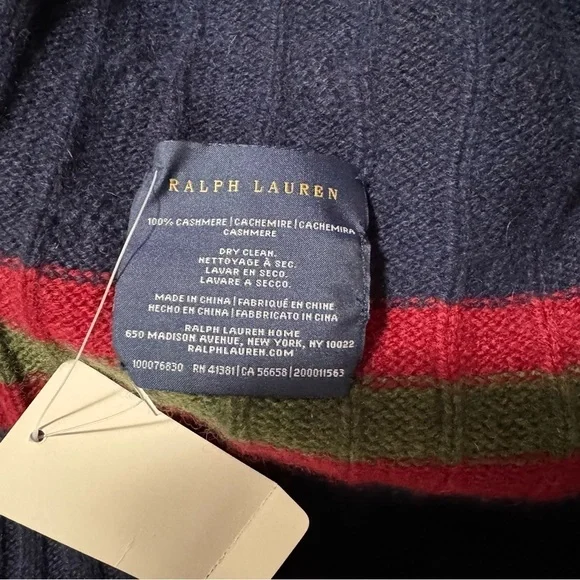 RALPH LAUREN
100% CASHMERE | CACHEMIRE | CACHEMIRA
CASHMERE
DRY CLEAN.
NETTOYAGE À SEC.
LAVAR EN SECO.
LAVARE A SECO.
MADE IN CHINA | FABRIQUÉ EN CHINE
HECHO EN CHINA | FABBRICATO IN CINA
RALPH LAUREN HOME
650 MADISON AVENUE, NEW YORK, NY 10022
RALPHLAUREN.COM
100076830 RN 41381 | CA 56658 | 200011563